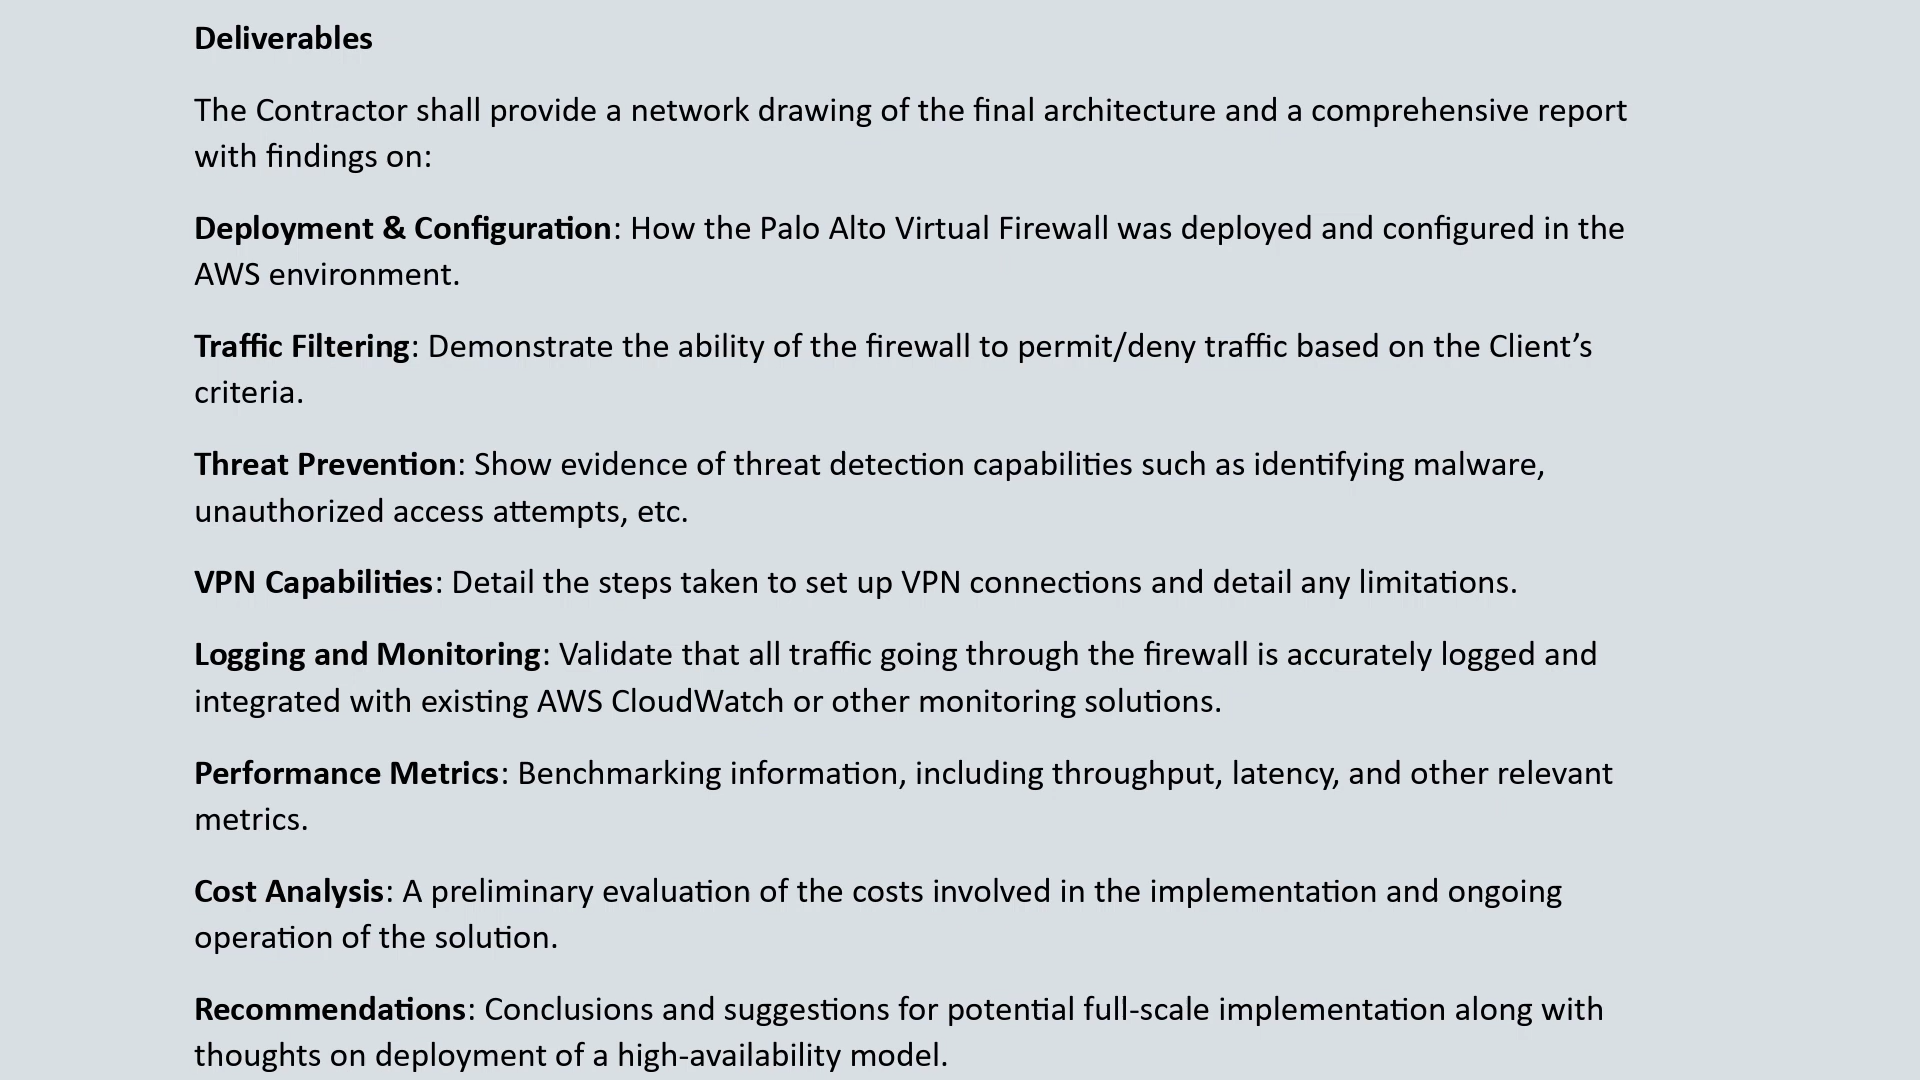 Deliverables
The Contractor shall provide a network drawing of the final architecture and a comprehensive report
with findings on:
Deployment & Configuration: How the Palo Alto Virtual Firewall was deployed and configured in the
AWS environment.
Traffic Filtering: Demonstrate the ability of the firewall to permit/deny traffic based on the Client’s
criteria.
Threat Prevention: Show evidence of threat detection capabilities such as identifying malware,
unauthorized access attempts, etc.
VPN Capabilities: Detail the steps taken to set up VPN connections and detail any limitations.
Logging and Monitoring: Validate that all traffic going through the firewall is accurately logged and
integrated with existing AWS CloudWatch or other monitoring solutions.
Performance Metrics: Benchmarking information, including throughput, latency, and other relevant
metrics.
Cost Analysis: A preliminary evaluation of the costs involved in the implementation and ongoing
operation of the solution.
Recommendations: Conclusions and suggestions for potential full-scale implementation along with
thoughts on deployment of a high-availability model.